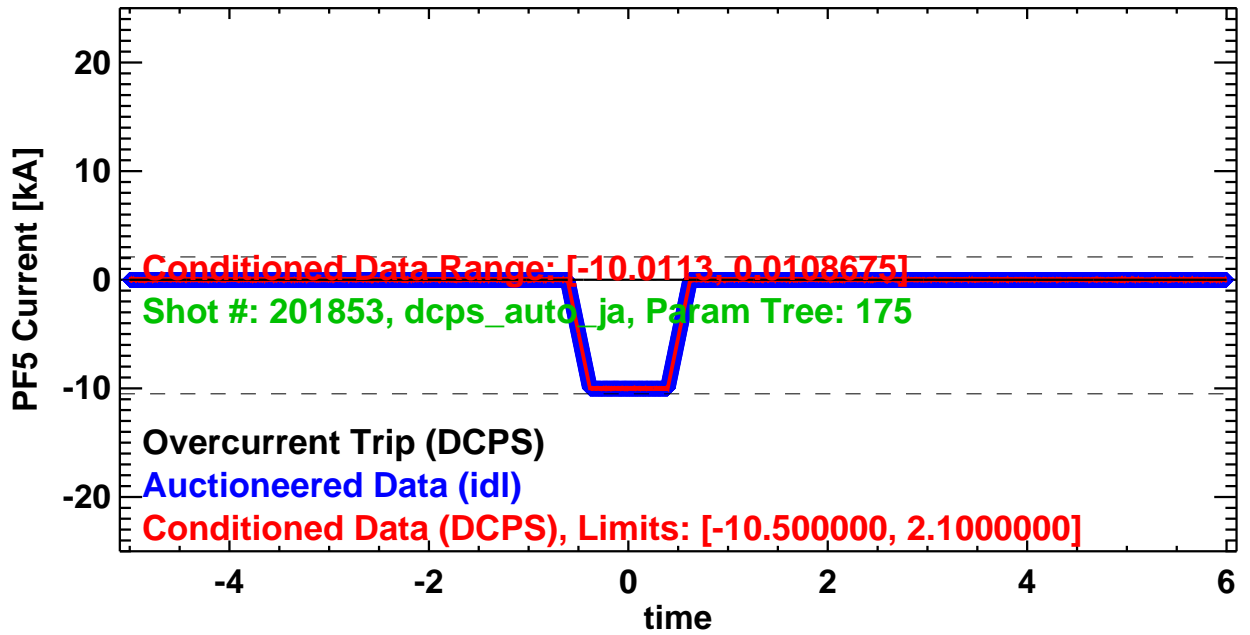 20
10
0
-10
-20
PF5 Current [kA]
Conditioned Data Range: [-10.0113, 0.0108675]
Shot #: 201853, dcps_auto_ja, Param Tree: 175
Overcurrent Trip (DCPS)
Auctioneered Data (idl)
Conditioned Data (DCPS), Limits: [-10.500000, 2.1000000]
-4 -2 0 2 4 6
time